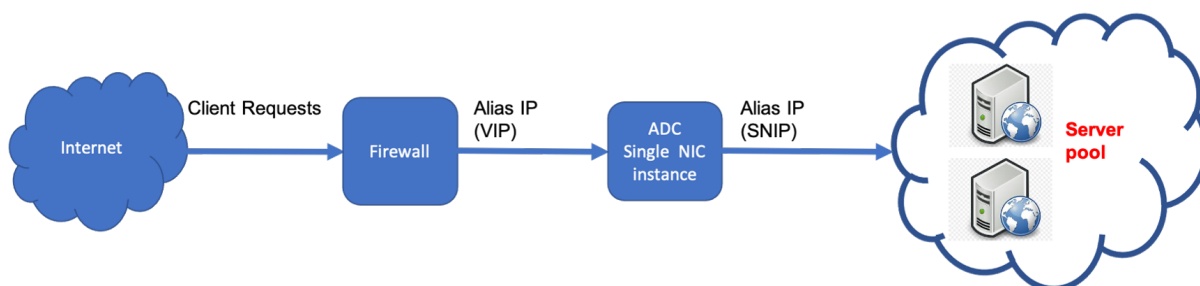 Internet
Client Requests
Firewall
Alias IP
(VIP)
ADC
Single NIC
instance
Alias IP
(SNIP)
Server
pool